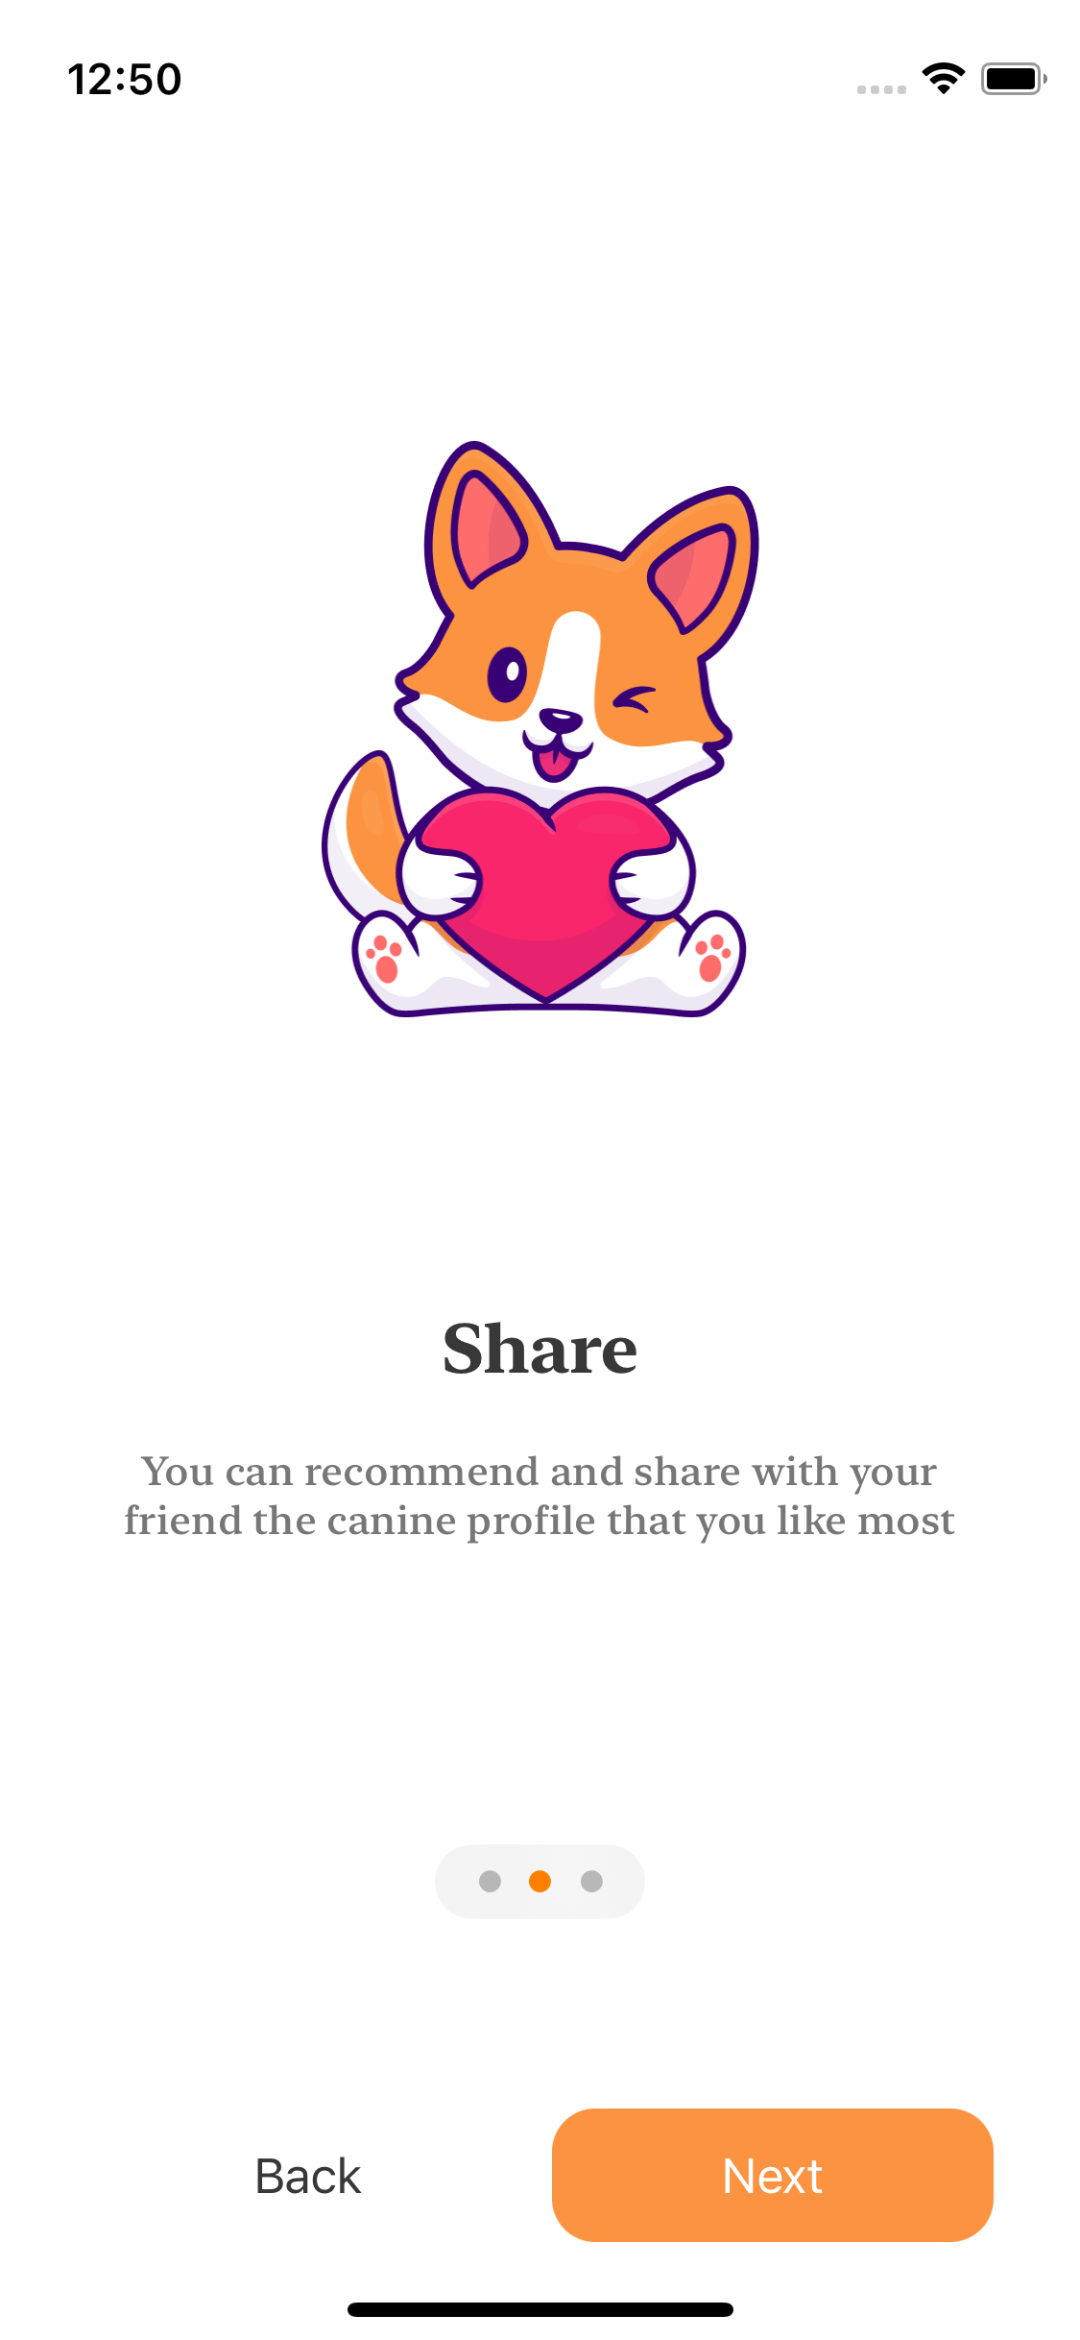 12:50
Share
You can recommend and share with your
friend the canine profile that you like most
Back
Next